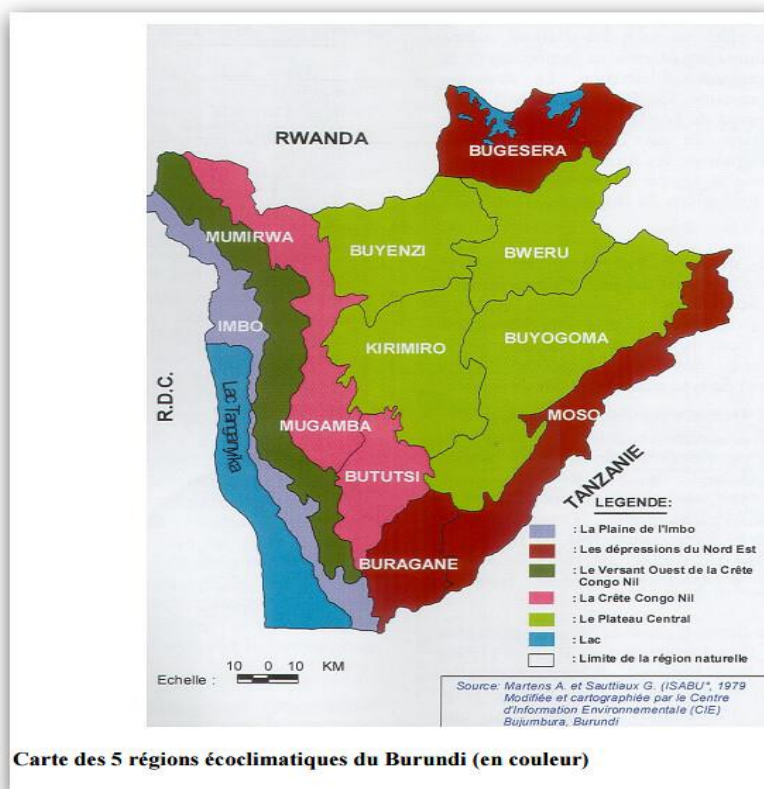 RWANDA
BUGESERA
MUMIRWA
BUYENZI
BWERU
IMBO
KIRIMIRO
BUYOGOMA
R.D.C.
Lac Tanganyika
MUGAMBA
MOSO
BUTUTSI
TANZANIE
BURAGANE
LEGENDE:
: La Plaine de l'Imbo
: Les dépressions du Nord Est
: Le Versant Ouest de la Crête
Congo Nil
: La Crête Congo Nil
: Le Plateau Central
: Lac
: Limite de la région naturelle
Echelle : 10 0 10 KM
Source: Martens A. et Sauttiaux G. (ISABU", 1979
Modifiée et cartographiée par le Centre
d'Information Environnementale (CIE)
Bujumbura, Burundi
Carte des 5 régions écoclimatiques du Burundi (en couleur)